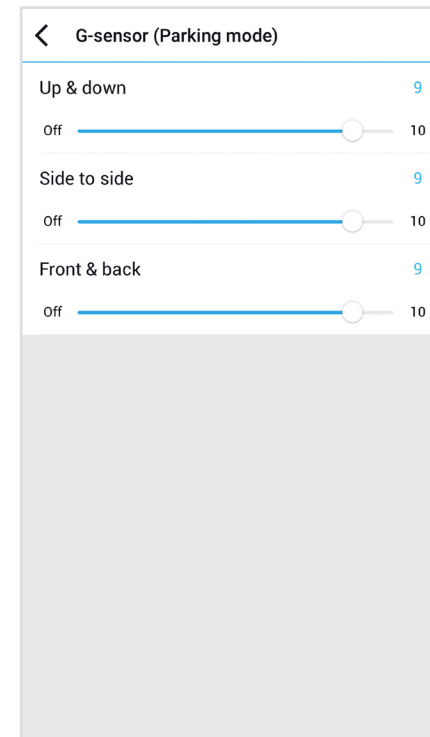 G-sensor (Parking mode)
Up & down 9
Off 10
Side to side 9
Off 10
Front & back 9
Off 10